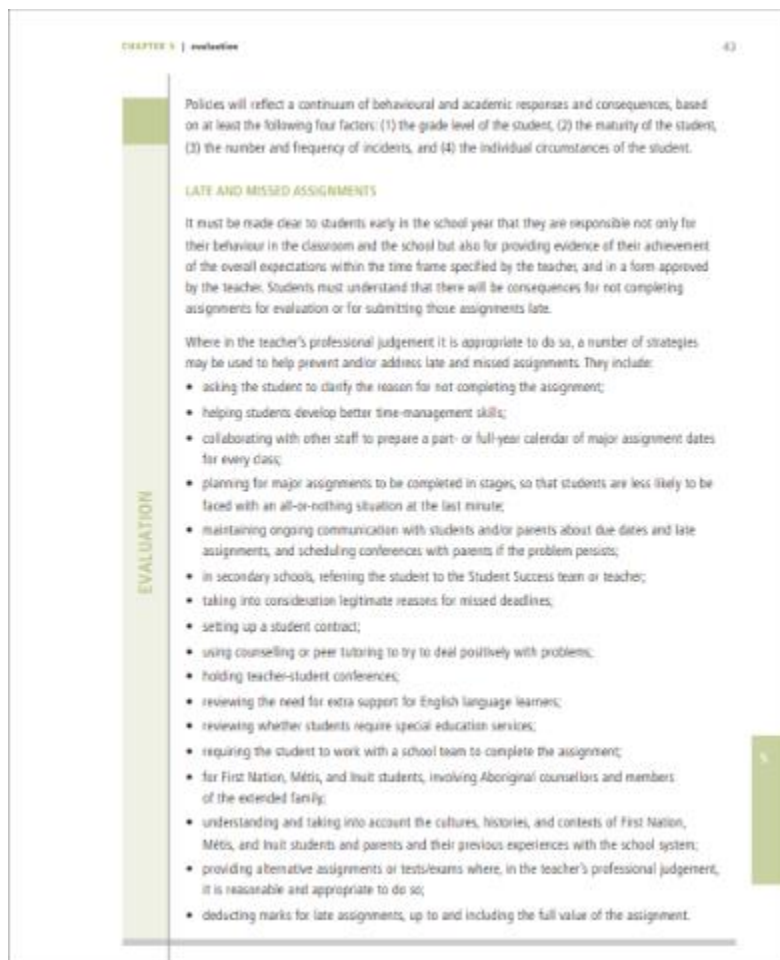 CHAPTER 5 | evaluation 43
Policies will reflect a continuum of behavioural and academic responses and consequences, based
on at least the following four factors: (1) the grade level of the student, (2) the maturity of the student,
(3) the number and frequency of incidents, and (4) the individual circumstances of the student.
LATE AND MISSED ASSIGNMENTS
It must be made clear to students early in the school year that they are responsible not only for
their behaviour in the classroom and the school but also for providing evidence of their achievement
of the overall expectations within the time frame specified by the teacher, and in a form approved
by the teacher. Students must understand that there will be consequences for not completing
assignments for evaluation or for submitting those assignments late.
Where in the teacher's professional judgement it is appropriate to do so, a number of strategies
may be used to help prevent and/or address late and missed assignments. They include:
• asking the student to clarify the reason for not completing the assignment;
• helping students develop better time-management skills;
• collaborating with other staff to prepare a part- or full-year calendar of major assignment dates
for every class;
• planning for major assignments to be completed in stages, so that students are less likely to be
faced with an all-or-nothing situation at the last minute;
• maintaining ongoing communication with students and/or parents about due dates and late
assignments, and scheduling conferences with parents if the problem persists;
• in secondary schools, referring the student to the Student Success team or teacher;
• taking into consideration legitimate reasons for missed deadlines;
• setting up a student contract;
• using counselling or peer tutoring to try to deal positively with problems;
• holding teacher-student conferences;
• reviewing the need for extra support for English language learners;
• reviewing whether students require special education services;
• requiring the student to work with a school team to complete the assignment;
• for First Nation, Métis, and Inuit students, involving Aboriginal counsellors and members
of the extended family;
• understanding and taking into account the cultures, histories, and contexts of First Nation,
Métis, and Inuit students and parents and their previous experiences with the school system;
• providing alternative assignments or tests/exams where, in the teacher's professional judgement,
it is reasonable and appropriate to do so;
• deducting marks for late assignments, up to and including the full value of the assignment.
EVALUATION
5